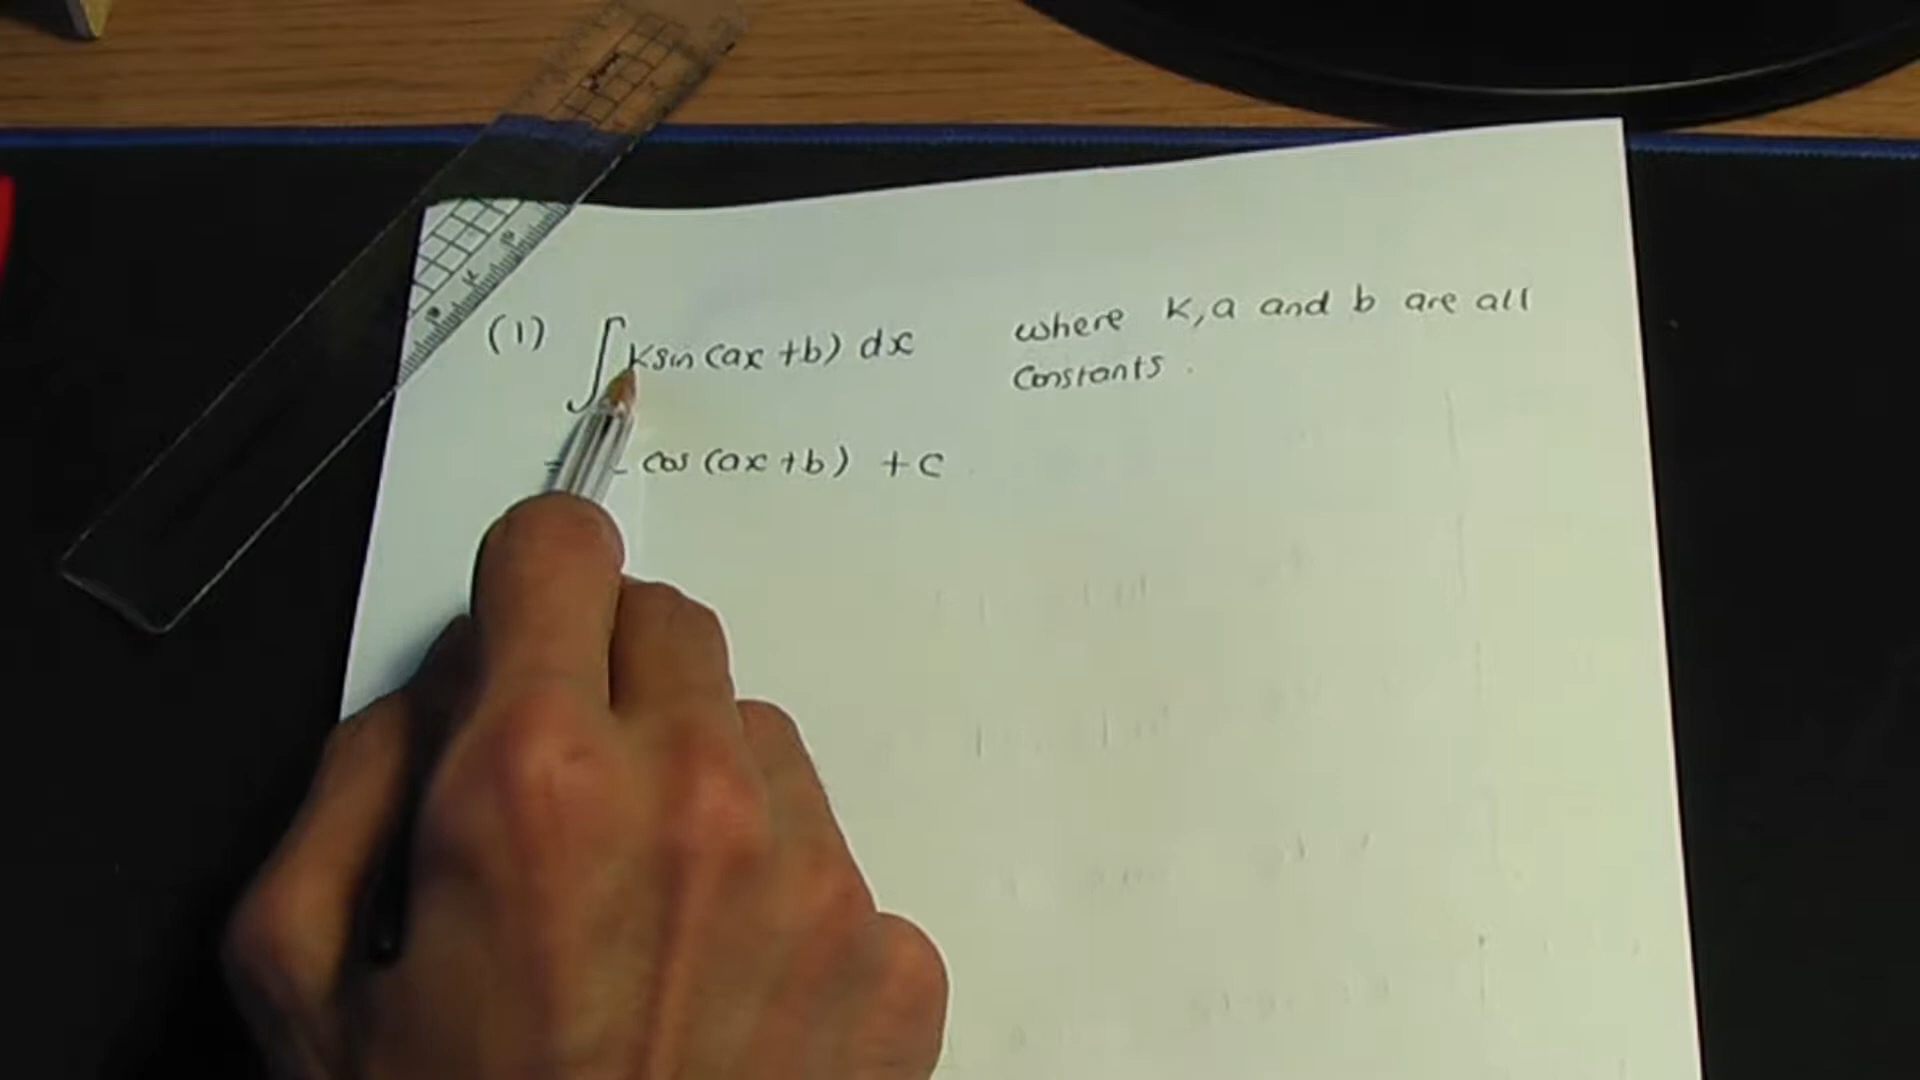 (1) ∫ksin(ax+b) dx where k, a and b are all
constants.
= cos(ax+b) + c